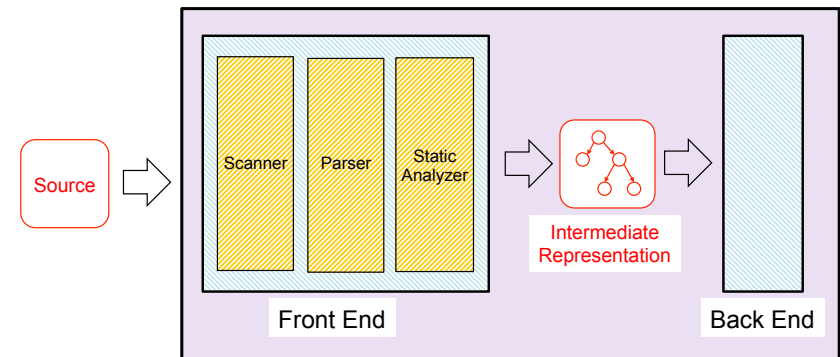 Source
Scanner
Parser
Static
Analyzer
Intermediate
Representation
Front End
Back End